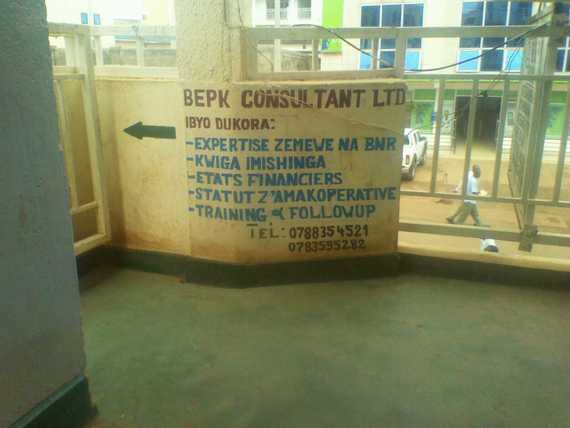 BEPK CONSULTANT LTD
IBYO DUKORA:
-EXPERTISE ZEMEWE NA BNR
-KWIGA IMISHINGA
-ETATS FINANCIERS
-STATUT Z'AMAKOPERATIVE
-TRAINING & FOLLOWUP
TEL: 0788354521
0783595282